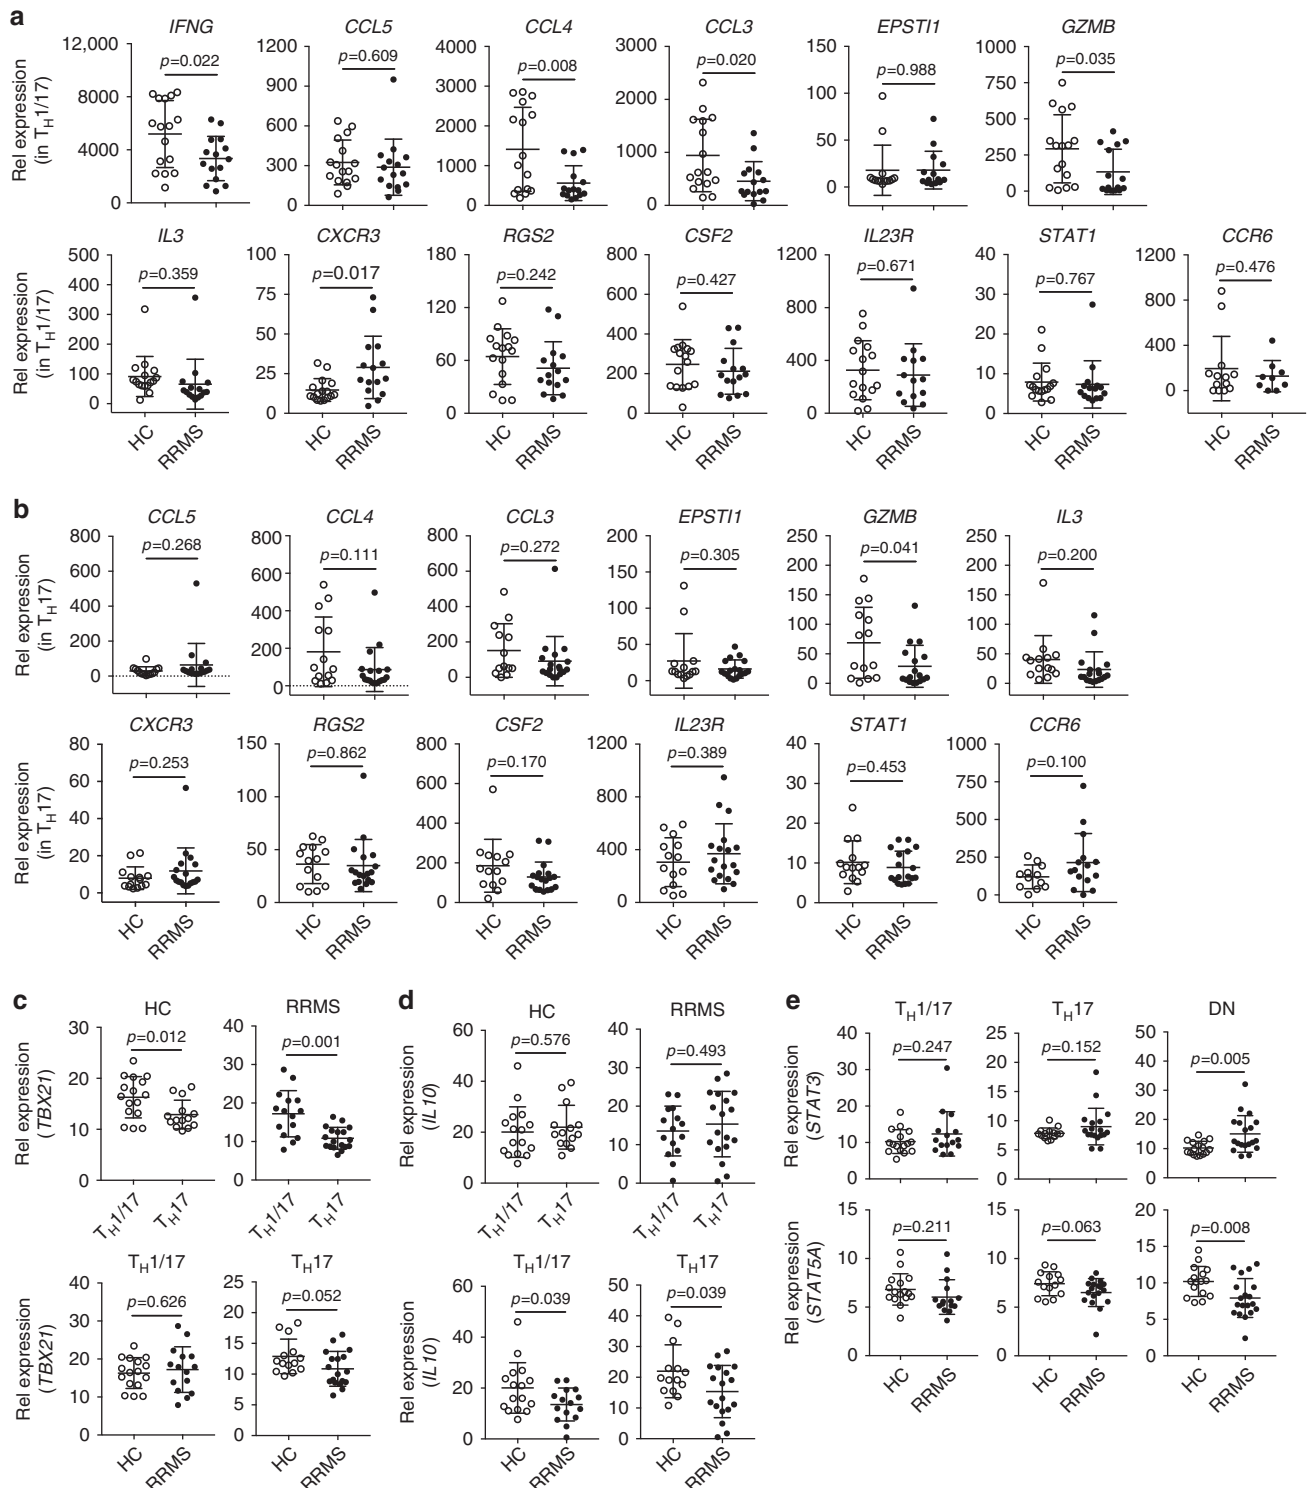 a
IFNG CCL5 CCL4 CCL3 EPSTI1 GZMB
Rel expression
(in TH1/17)
12,000
8000
4000
0
p=0.022
1200
900
600
300
0
p=0.609
4000
3000
2000
1000
0
p=0.008
3000
2000
1000
0
p=0.020
150
100
50
0
p=0.988
1000
750
500
250
0
p=0.035
IL3 CXCR3 RGS2 CSF2 IL23R STAT1 CCR6
Rel expression
(in TH1/17)
500
400
300
200
100
0
p=0.359
HC RRMS
100
75
50
25
0
p=0.017
HC RRMS
180
120
60
0
p=0.242
HC RRMS
800
600
400
200
0
p=0.427
HC RRMS
1200
800
400
0
p=0.671
HC RRMS
40
30
20
10
0
p=0.767
HC RRMS
1200
800
400
0
p=0.476
HC RRMS
b
CCL5 CCL4 CCL3 EPSTI1 GZMB IL3
Rel expression
(in TH17)
800
600
400
200
0
p=0.268
800
600
400
200
0
p=0.111
800
600
400
200
0
p=0.272
200
150
100
50
0
p=0.305
250
200
150
100
50
0
p=0.041
250
200
150
100
50
0
p=0.200
CXCR3 RGS2 CSF2 IL23R STAT1 CCR6
Rel expression
(in TH17)
80
60
40
20
0
p=0.253
HC RRMS
150
100
50
0
p=0.862
HC RRMS
800
600
400
200
0
p=0.170
HC RRMS
1200
800
400
0
p=0.389
HC RRMS
40
30
20
10
0
p=0.453
HC RRMS
1000
750
500
250
0
p=0.100
HC RRMS
c
HC RRMS
Rel expression
(TBX21)
30
20
10
0
p=0.012
TH1/17 TH17
40
30
20
10
0
p=0.001
TH1/17 TH17
TH1/17 TH17
Rel expression
(TBX21)
40
30
20
10
0
p=0.626
HC RRMS
25
20
15
10
5
0
p=0.052
HC RRMS
d
HC RRMS
Rel expression
(IL10)
60
40
20
0
p=0.576
TH1/17 TH17
40
30
20
10
0
p=0.493
TH1/17 TH17
TH1/17 TH17
Rel expression
(IL10)
60
40
20
0
p=0.039
HC RRMS
50
40
30
20
10
0
p=0.039
HC RRMS
e
TH1/17 TH17 DN
Rel expression
(STAT3)
40
30
20
10
0
p=0.247
25
20
15
10
5
0
p=0.152
50
40
30
20
10
0
p=0.005
Rel expression
(STAT5A)
15
10
5
0
p=0.211
HC RRMS
15
10
5
0
p=0.063
HC RRMS
20
15
10
5
0
p=0.008
HC RRMS